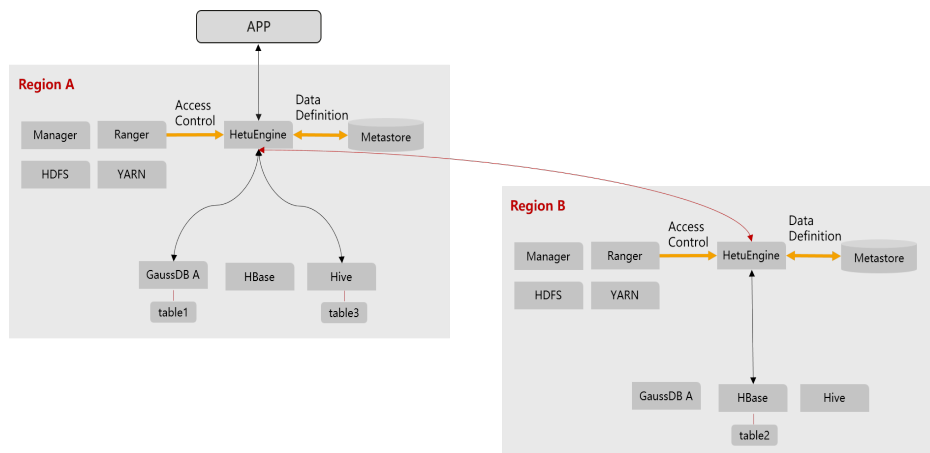 APP
Region A
Access
Control
Data
Definition
Manager
Ranger
HetuEngine
Metastore
HDFS
YARN
GaussDB A
HBase
Hive
table1
table3
Region B
Access
Control
Data
Definition
Manager
Ranger
HetuEngine
Metastore
HDFS
YARN
GaussDB A
HBase
Hive
table2